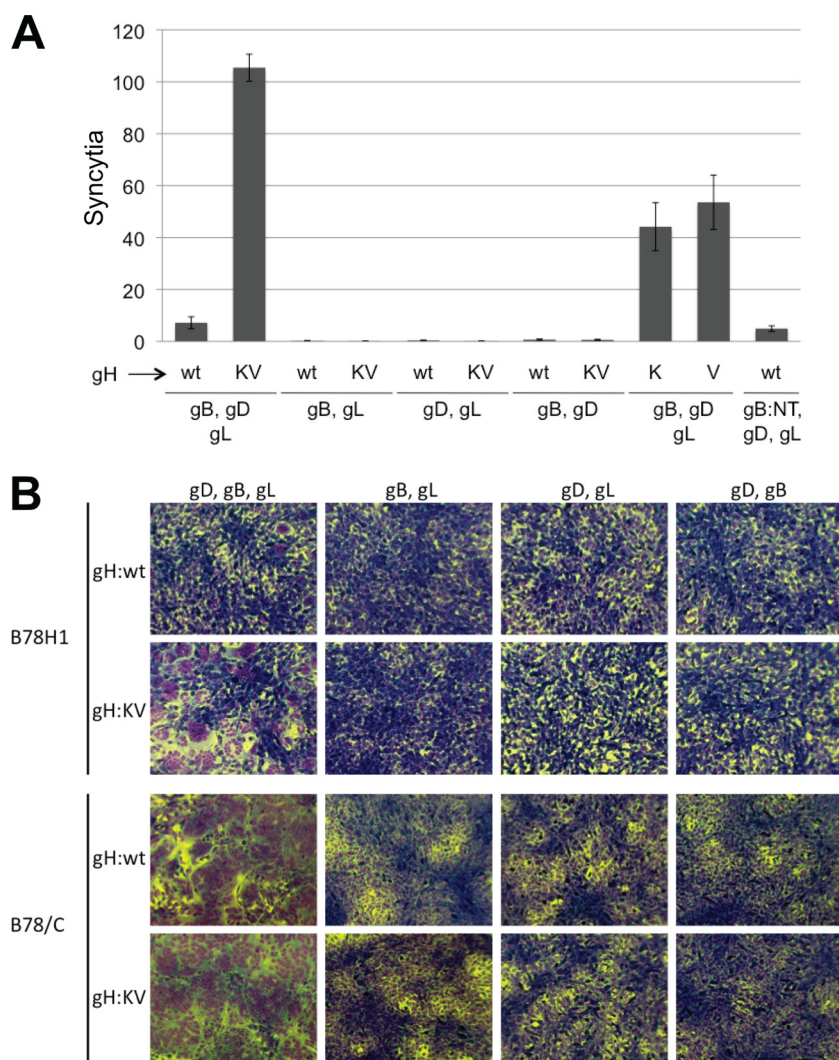 A
120
100
80
60
40
20
0
Syncytia
gH → wt KV wt KV wt KV wt KV K V wt
gB, gD gB, gL gD, gL gB, gD gB, gD gB:NT,
gL gL gD, gL
B
gD, gB, gL gB, gL gD, gL gD, gB
gH:wt
B78H1
gH:KV
gH:wt
B78/C
gH:KV